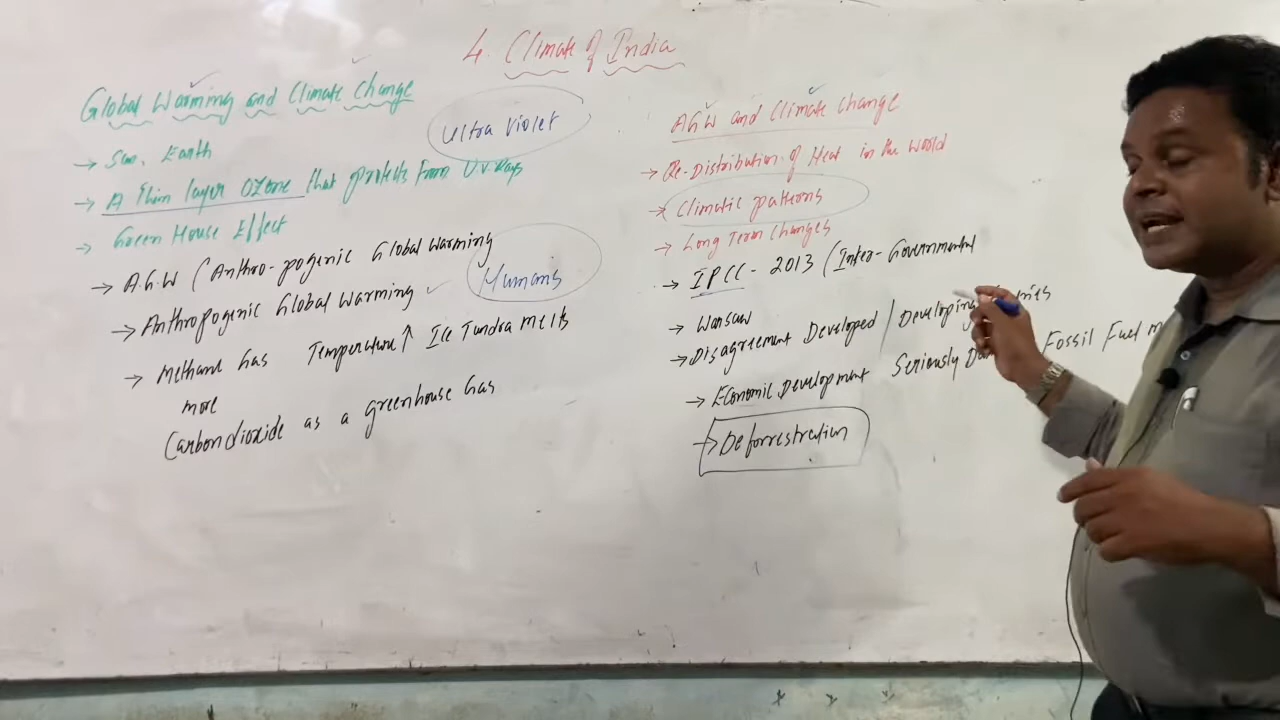 4. Climate of India
Global Warming and Climate Change
Ultra Violet
→ Sun, Earth
→ A Thin layer Ozone that protects from U.V. Rays
→ Green House Effect
→ A.G.W (Anthro-pogenic Global Warming
Humans
→ Anthropogenic Global Warming
→ Methane Gas Temperature ↑ Ice Tundra Melts
more
Carbondioxide as a greenhouse Gas
AGW and Climate Change
→ Re-Distribution of Heat in the World
→ Climatic patterns
→ Long Term Changes
→ IPCC - 2013 (Inter-Governmental
→ Warsaw
→ Disagreement Developed / Developing
→ Economic Development Seriously Fossil Fuel
→ Deforrestration